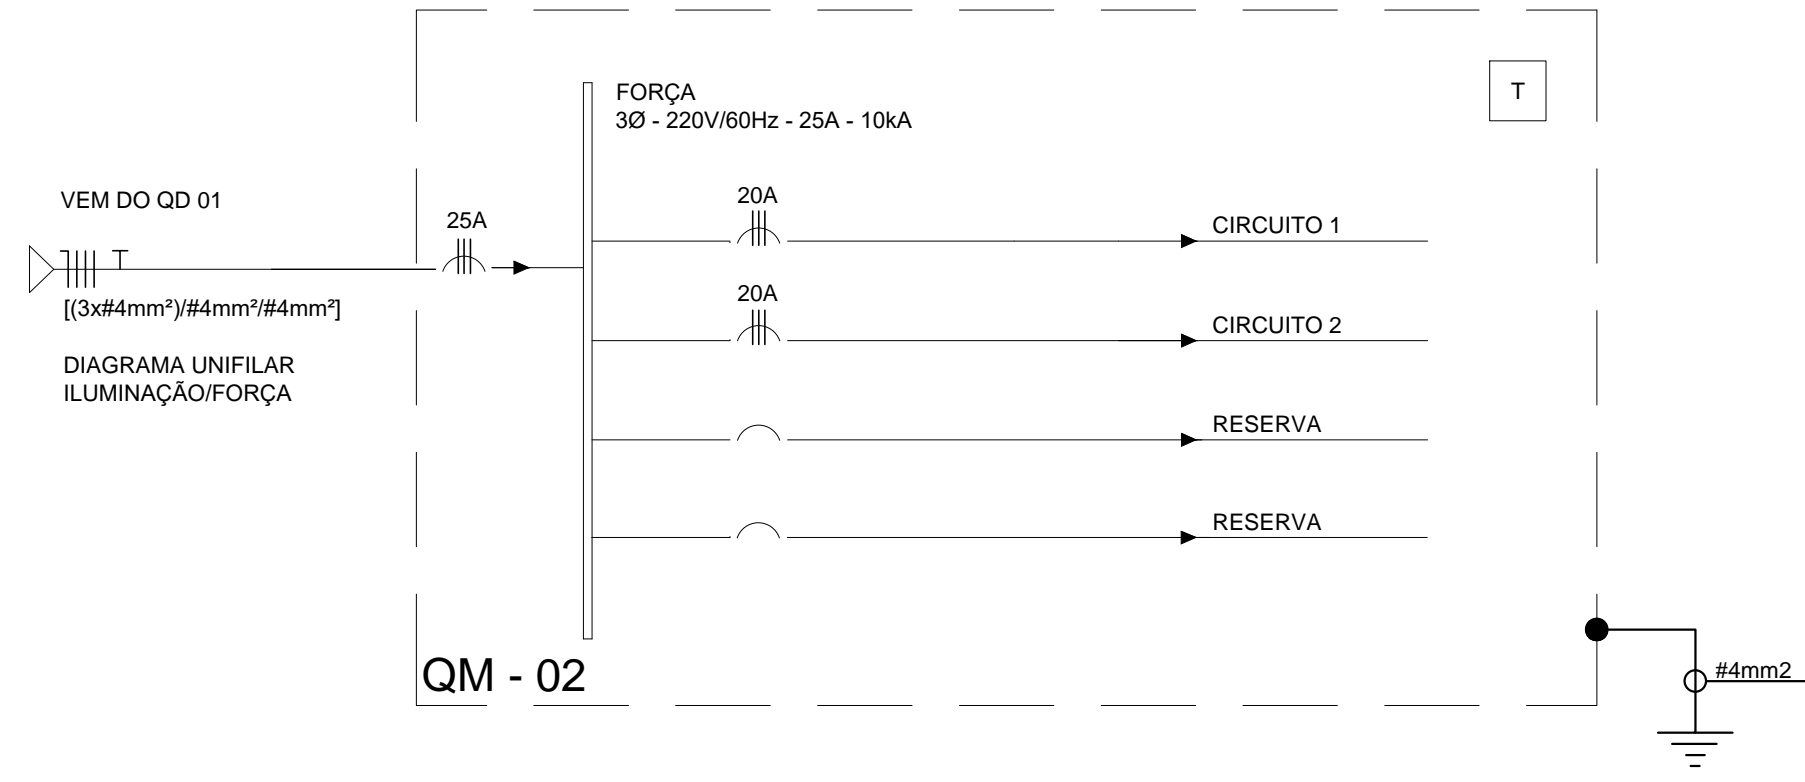 FORÇA
3Ø - 220V/60Hz - 25A - 10kA
T
VEM DO QD 01
25A
20A
CIRCUITO 1
T
[(3x#4mm²)/#4mm²/#4mm²]
20A
CIRCUITO 2
DIAGRAMA UNIFILAR
ILUMINAÇÃO/FORÇA
RESERVA
RESERVA
QM - 02
#4mm2